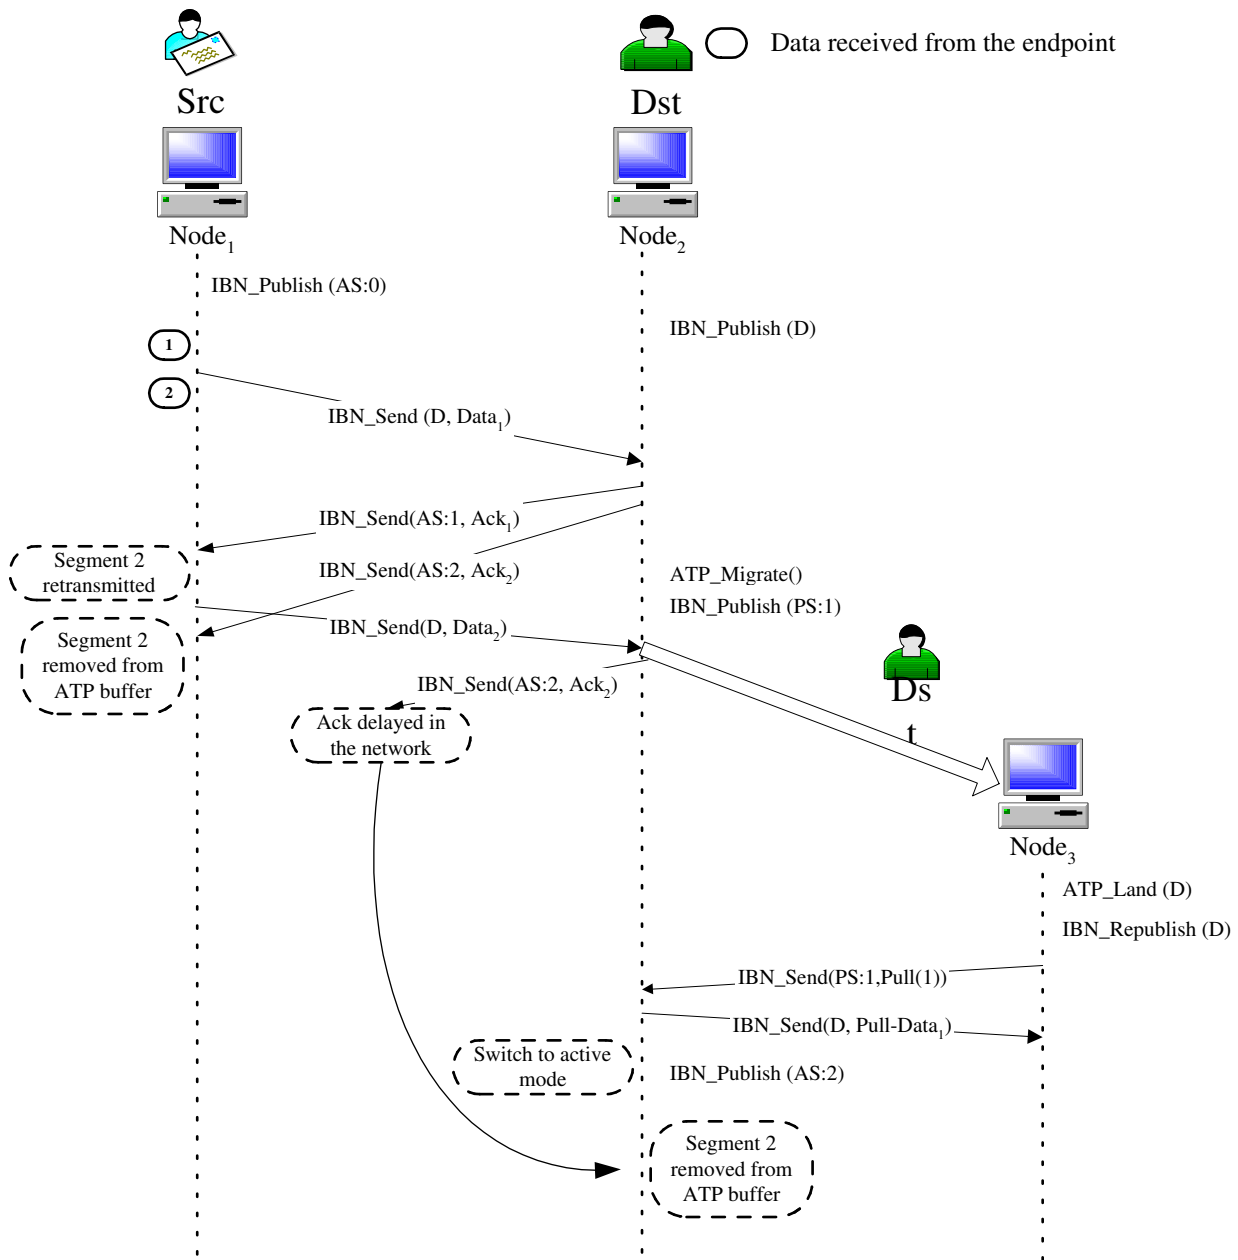 Data received from the endpoint
Src
Dst
Node1
Node2
IBN_Publish (AS:0)
IBN_Publish (D)
1
2
IBN_Send (D, Data1)
IBN_Send(AS:1, Ack1)
Segment 2
retransmitted
IBN_Send(AS:2, Ack2)
ATP_Migrate()
IBN_Publish (PS:1)
IBN_Send(D, Data2)
Segment 2
removed from
ATP buffer
IBN_Send(AS:2, Ack2)
Ds
t
Ack delayed in
the network
Node3
ATP_Land (D)
IBN_Republish (D)
IBN_Send(PS:1,Pull(1))
IBN_Send(D, Pull-Data1)
Switch to active
mode
IBN_Publish (AS:2)
Segment 2
removed from
ATP buffer